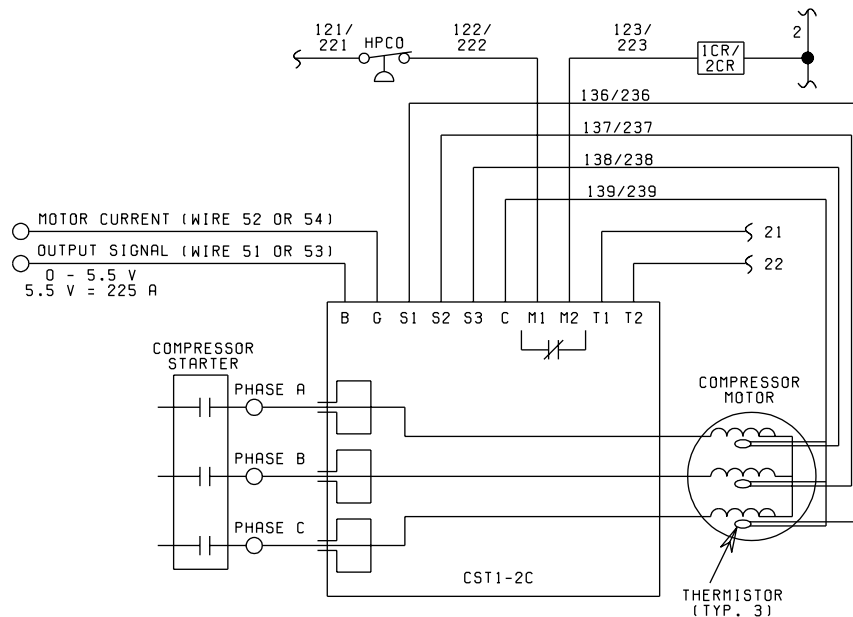 121/
221
HPCO
122/
222
123/
223
1CR/
2CR
2
136/236
137/237
138/238
139/239
MOTOR CURRENT (WIRE 52 OR 54)
OUTPUT SIGNAL (WIRE 51 OR 53)
0 - 5.5 V
5.5 V = 225 A
21
22
B G S1 S2 S3 C M1 M2 T1 T2
COMPRESSOR
STARTER
PHASE A
PHASE B
PHASE C
COMPRESSOR
MOTOR
CST1-2C
THERMISTOR
(TYP. 3)